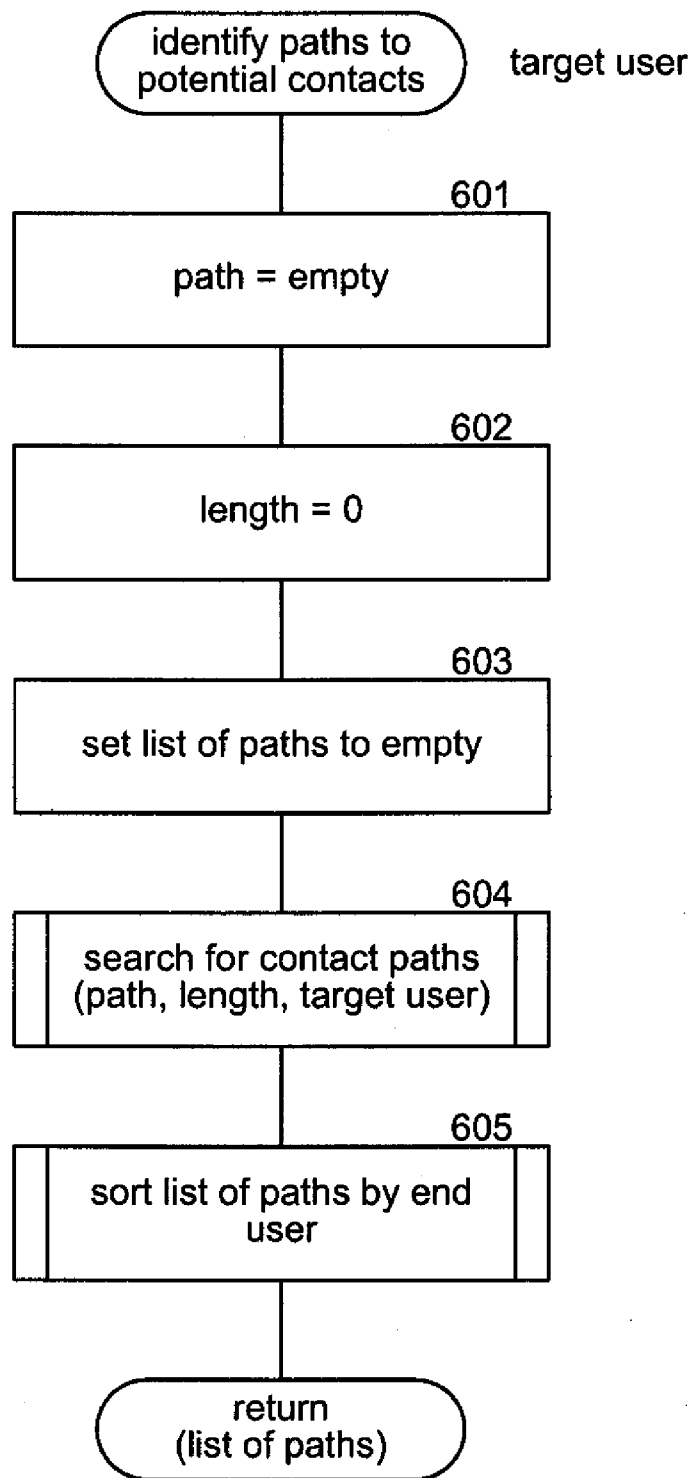 identify paths to
potential contacts
target user
601
path = empty
602
length = 0
603
set list of paths to empty
604
search for contact paths
(path, length, target user)
605
sort list of paths by end
user
return
(list of paths)